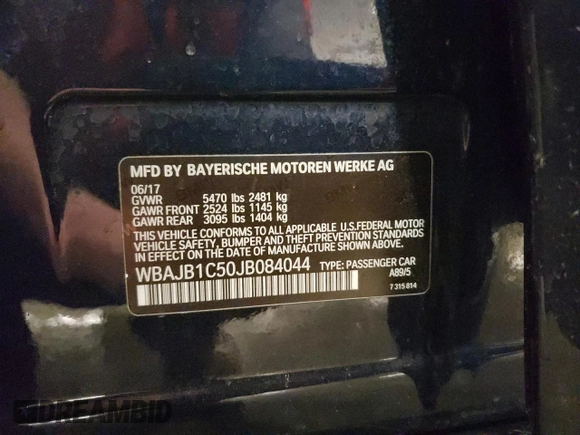 MFD BY BAYERISCHE MOTOREN WERKE AG
06/17
GVWR 5470 lbs 2481 kg
GAWR FRONT 2524 lbs 1145 kg
GAWR REAR 3095 lbs 1404 kg
THIS VEHICLE CONFORMS TO ALL APPLICABLE U.S.FEDERAL MOTOR
VEHICLE SAFETY, BUMPER AND THEFT PREVENTION STANDARDS
IN EFFECT ON THE DATE OF MANUFACTURE SHOWN ABOVE.
WBAJB1C50JB084044 TYPE: PASSENGER CAR
A89/5
7 315 814
DREAMBID